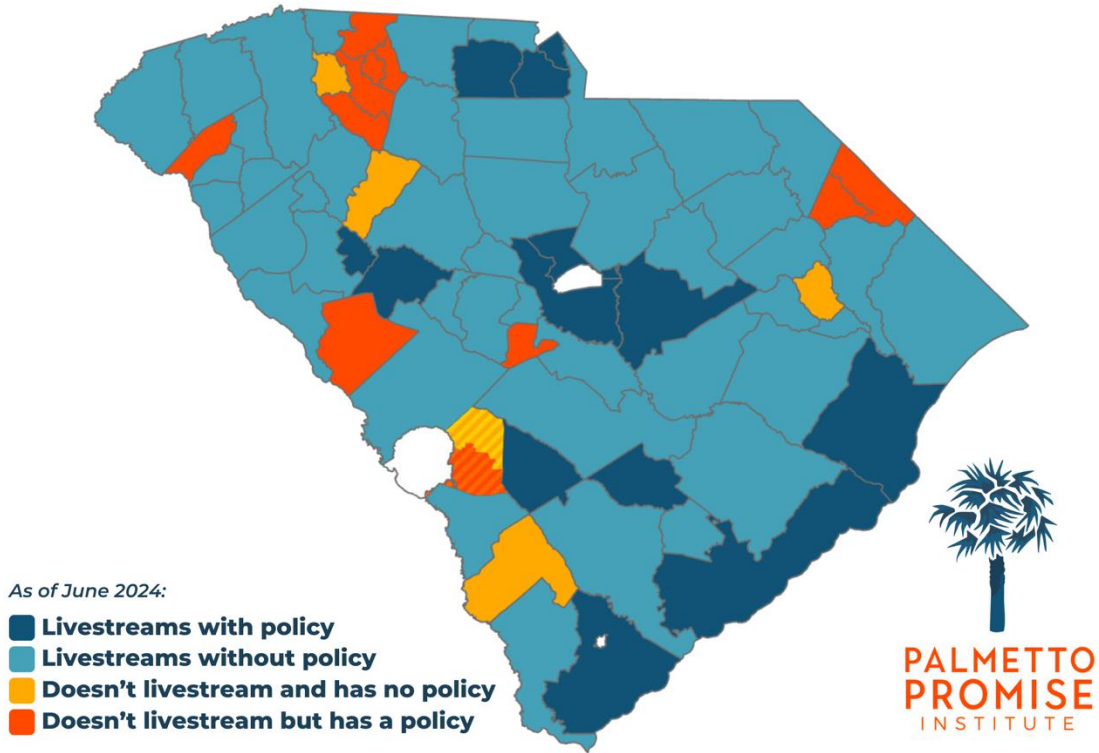 As of June 2024:
Livestreams with policy
Livestreams without policy
Doesn't livestream and has no policy
Doesn't livestream but has a policy
PALMETTO
PROMISE
INSTITUTE